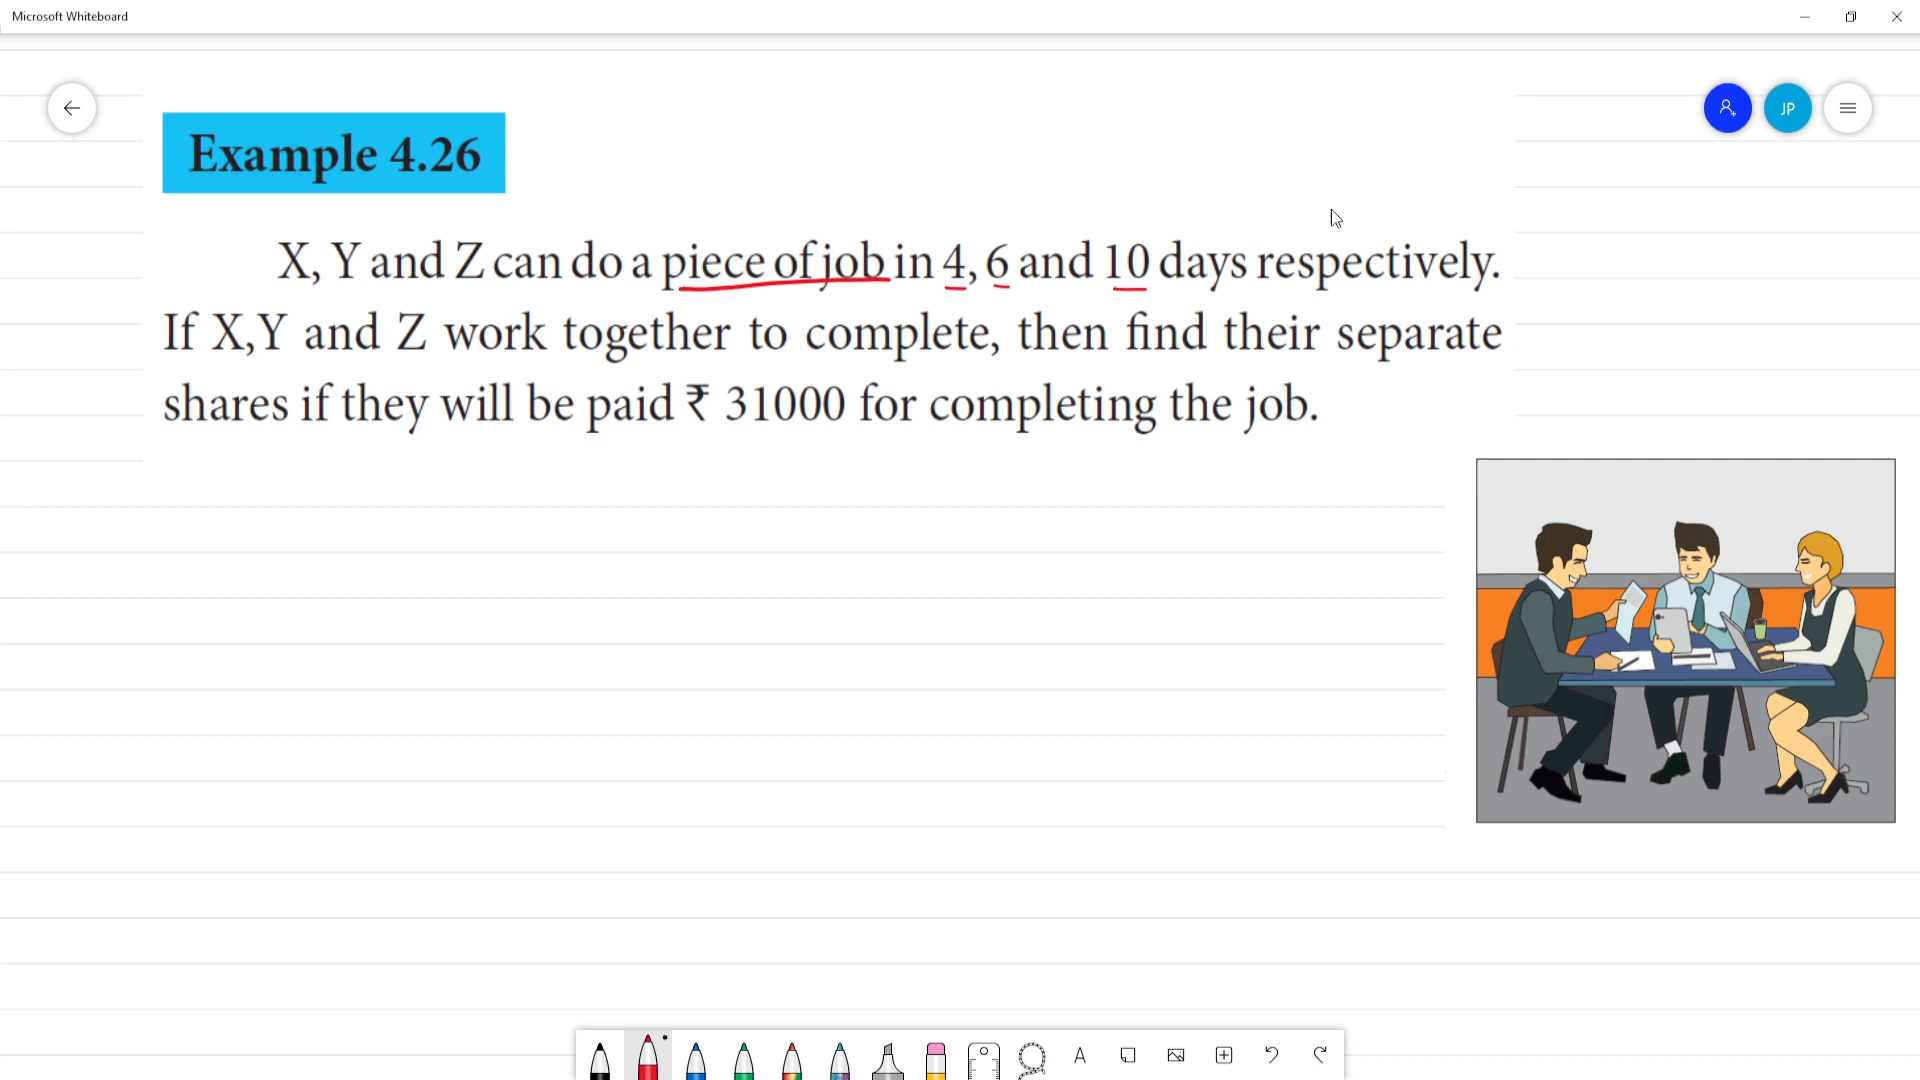 Microsoft Whiteboard
JP
Example 4.26
X, Y and Z can do a piece of job in 4, 6 and 10 days respectively.
If X,Y and Z work together to complete, then find their separate
shares if they will be paid ₹ 31000 for completing the job.
A